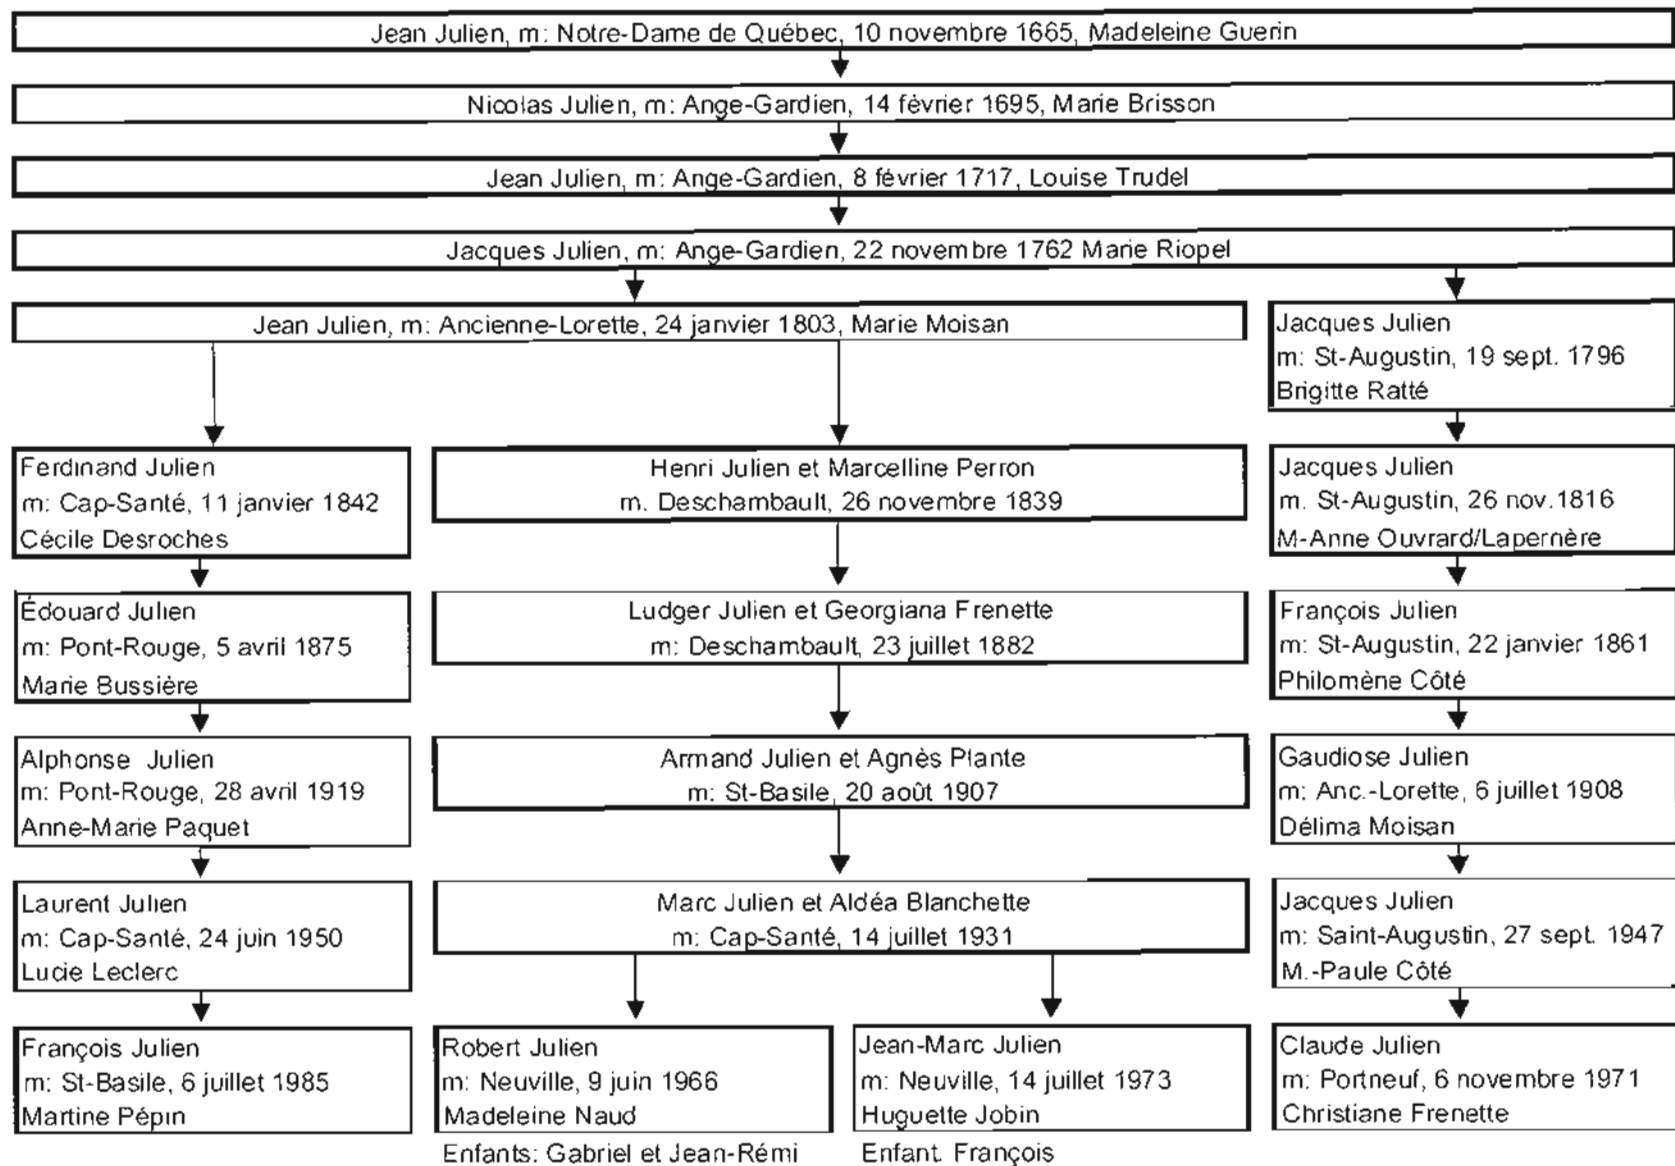 Jean Julien, m: Notre-Dame de Québec, 10 novembre 1665, Madeleine Guerin
Nicolas Julien, m: Ange-Gardien, 14 février 1695, Marie Brisson
Jean Julien, m: Ange-Gardien, 8 février 1717, Louise Trudel
Jacques Julien, m: Ange-Gardien, 22 novembre 1762 Marie Riopel
Jean Julien, m: Ancienne-Lorette, 24 janvier 1803, Marie Moisan
Jacques Julien
m: St-Augustin, 19 sept. 1796
Brigitte Ratté
Ferdinand Julien
m: Cap-Santé, 11 janvier 1842
Cécile Desroches
Henri Julien et Marcelline Perron
m. Deschambault, 26 novembre 1839
Jacques Julien
m. St-Augustin, 26 nov.1816
M-Anne Ouvrard/Lapernère
Édouard Julien
m: Pont-Rouge, 5 avril 1875
Marie Bussière
Ludger Julien et Georgiana Frenette
m: Deschambault, 23 juillet 1882
François Julien
m: St-Augustin, 22 janvier 1861
Philomène Côté
Alphonse Julien
m: Pont-Rouge, 28 avril 1919
Anne-Marie Paquet
Armand Julien et Agnès Plante
m: St-Basile, 20 août 1907
Gaudiose Julien
m: Anc.-Lorette, 6 juillet 1908
Délima Moisan
Laurent Julien
m: Cap-Santé, 24 juin 1950
Lucie Leclerc
Marc Julien et Aldéa Blanchette
m: Cap-Santé, 14 juillet 1931
Jacques Julien
m: Saint-Augustin, 27 sept. 1947
M.-Paule Côté
François Julien
m: St-Basile, 6 juillet 1985
Martine Pépin
Robert Julien
m: Neuville, 9 juin 1966
Madeleine Naud
Enfants: Gabriel et Jean-Rémi
Jean-Marc Julien
m: Neuville, 14 juillet 1973
Huguette Jobin
Enfant. François
Claude Julien
m: Portneuf, 6 novembre 1971
Christiane Frenette